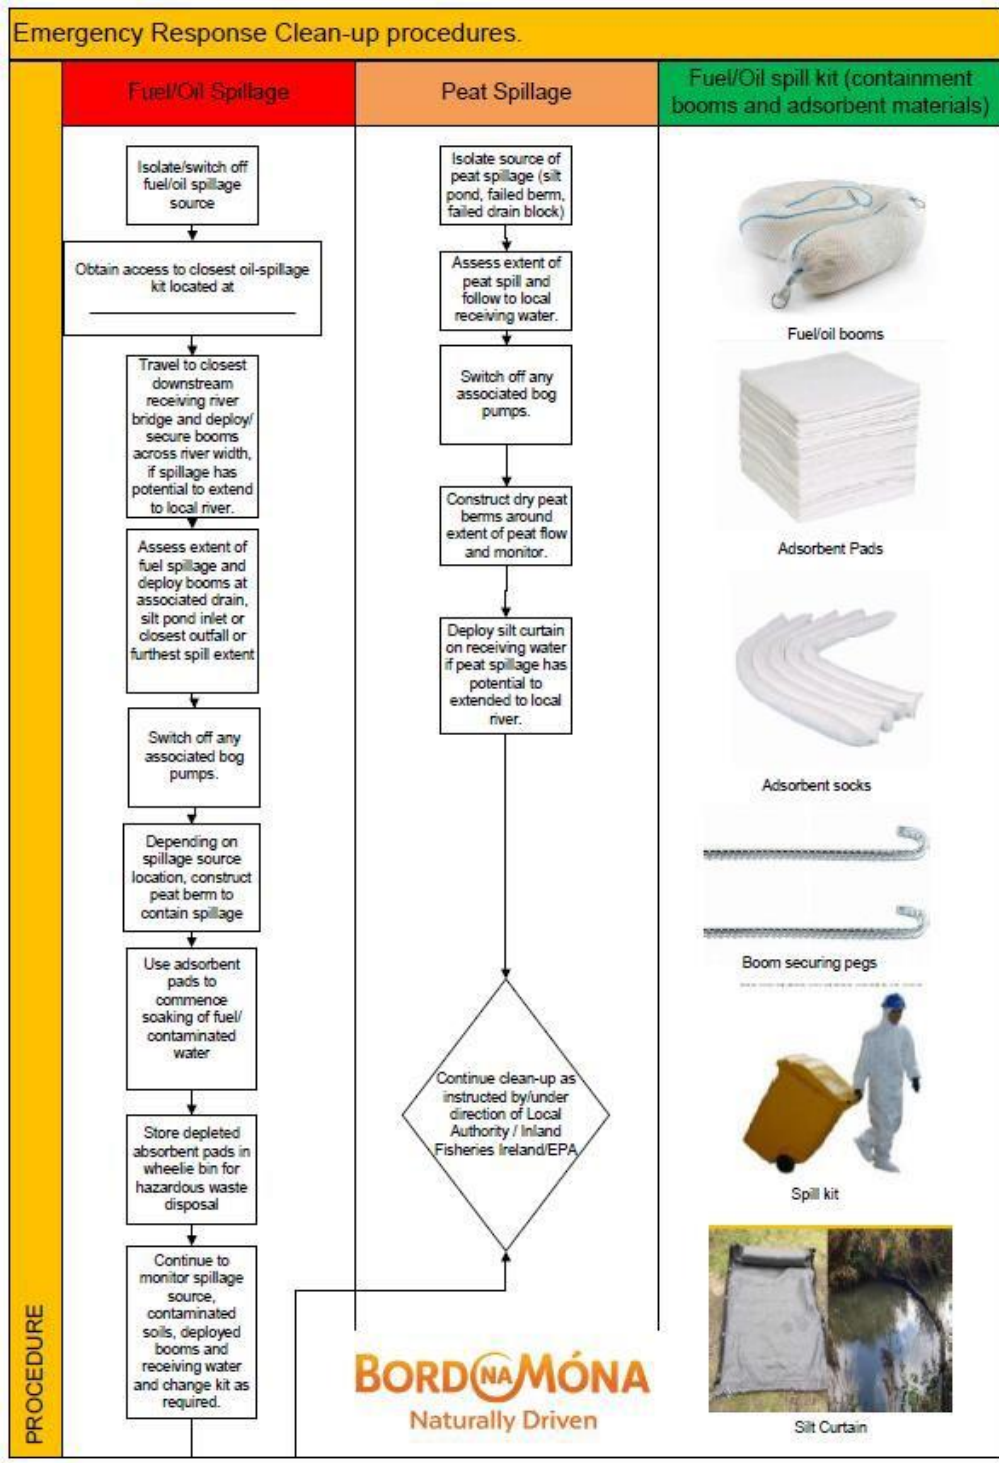 Emergency Response Clean-up procedures.
Fuel/Oil Spillage
Peat Spillage
Fuel/Oil spill kit (containment
booms and adsorbent materials)
PROCEDURE
Isolate/switch off
fuel/oil spillage
source
Obtain access to closest oil-spillage
kit located at
Travel to closest
downstream
receiving river
bridge and deploy/
secure booms
across river width,
if spillage has
potential to extend
to local river.
Assess extent of
fuel spillage and
deploy booms at
associated drain,
silt pond inlet or
closest outfall or
furthest spill extent
Switch off any
associated bog
pumps.
Depending on
spillage source
location, construct
peat berm to
contain spillage
Use adsorbent
pads to
commence
soaking of fuel/
contaminated
water
Store depleted
absorbent pads in
wheelie bin for
hazardous waste
disposal
Continue to
monitor spillage
source,
contaminated
soils, deployed
booms and
receiving water
and change kit as
required.
Isolate source of
peat spillage (silt
pond, failed berm,
failed drain block)
Assess extent of
peat spill and
follow to local
receiving water.
Switch off any
associated bog
pumps.
Construct dry peat
berms around
extent of peat flow
and monitor.
Deploy silt curtain
on receiving water
if peat spillage has
potential to
extended to local
river.
Continue clean-up as
instructed by/under
direction of Local
Authority / Inland
Fisheries Ireland/EPA
BORD NA MÓNA
Naturally Driven
Fuel/oil booms
Adsorbent Pads
Adsorbent socks
Boom securing pegs
Spill kit
Silt Curtain